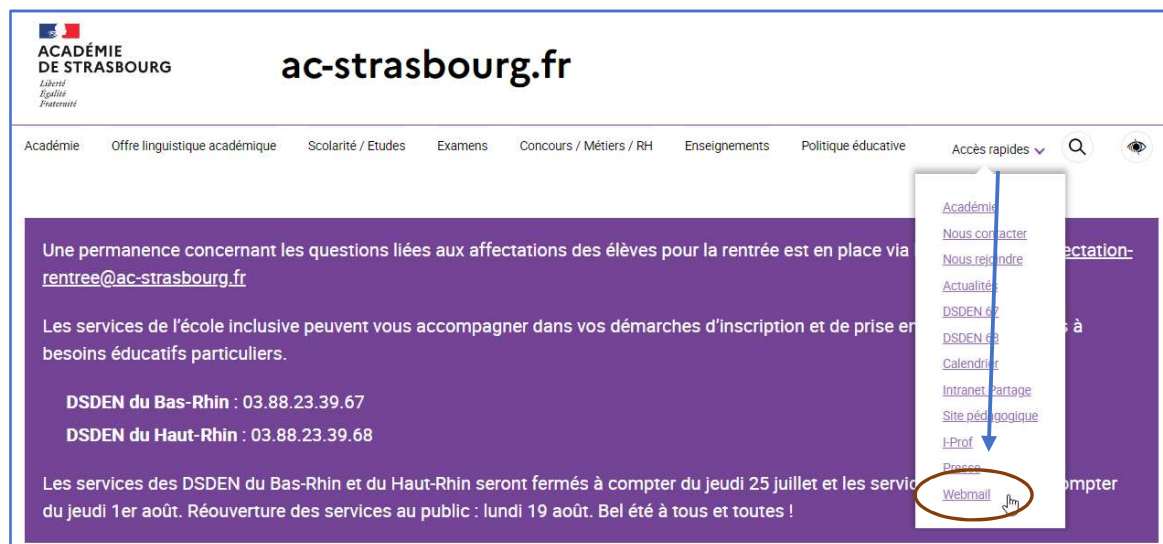 ACADÉMIE
DE STRASBOURG
Liberté
Égalité
Fraternité
ac-strasbourg.fr
Académie Offre linguistique académique Scolarité / Etudes Examens Concours / Métiers / RH Enseignements Politique éducative Accès rapides
Académie
Nous contacter
Nous rejoindre
Actualités
DSDEN 67
DSDEN 68
Calendrier
Intranet Partage
Site pédagogique
I-Prof
Presse
Webmail
Une permanence concernant les questions liées aux affectations des élèves pour la rentrée est en place via ectation-
rentree@ac-strasbourg.fr
Les services de l'école inclusive peuvent vous accompagner dans vos démarches d'inscription et de prise en à
besoins éducatifs particuliers.
DSDEN du Bas-Rhin : 03.88.23.39.67
DSDEN du Haut-Rhin : 03.88.23.39.68
Les services des DSDEN du Bas-Rhin et du Haut-Rhin seront fermés à compter du jeudi 25 juillet et les servic ompter
du jeudi 1er août. Réouverture des services au public : lundi 19 août. Bel été à tous et toutes !